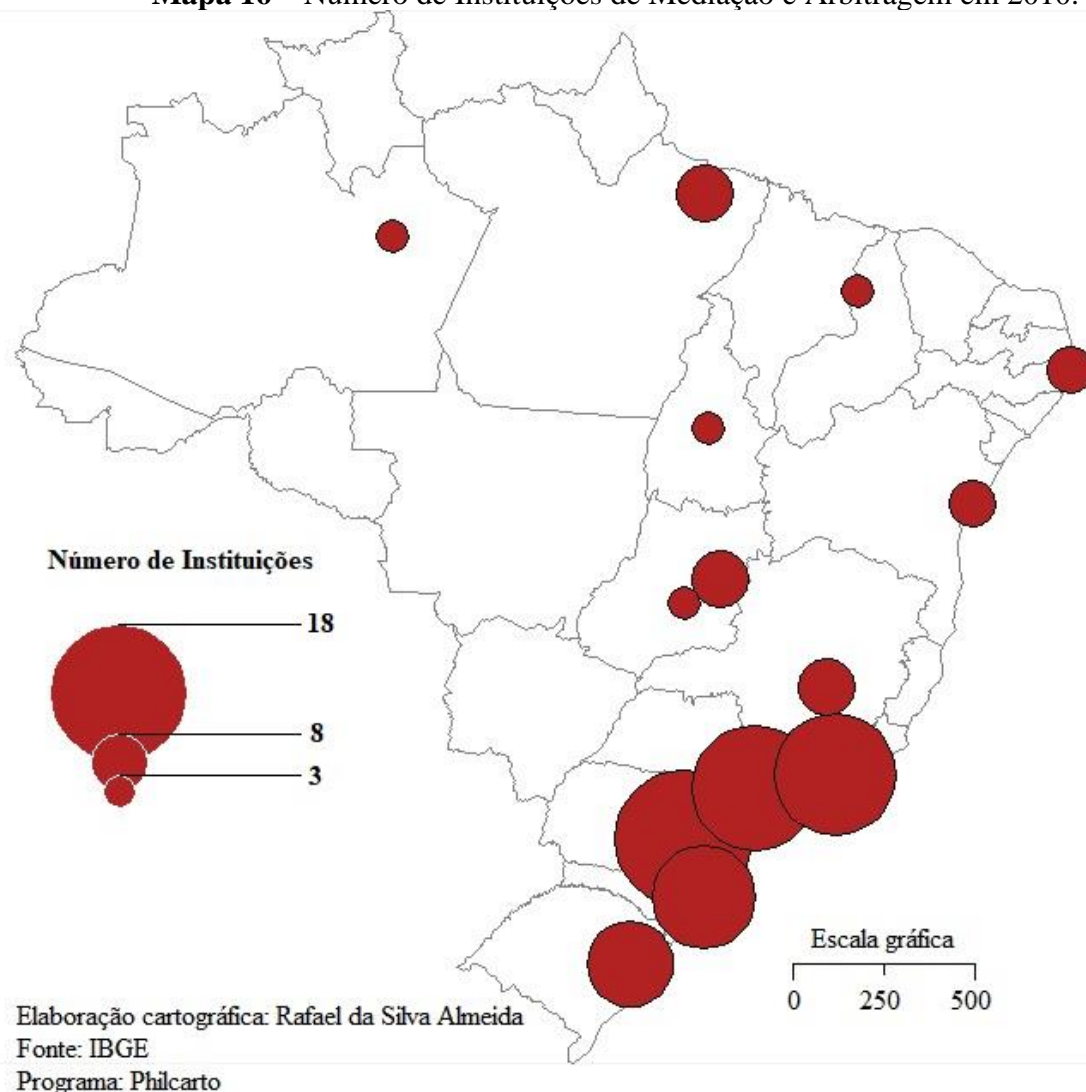 Número de Instituições de Mediação e Arbitragem em
Número de Instituições
18
8
3
Escala gráfica
0 250 500
Elaboração cartográfica: Rafael da Silva Almeida
Fonte: IBGE
Programa: Philcarto